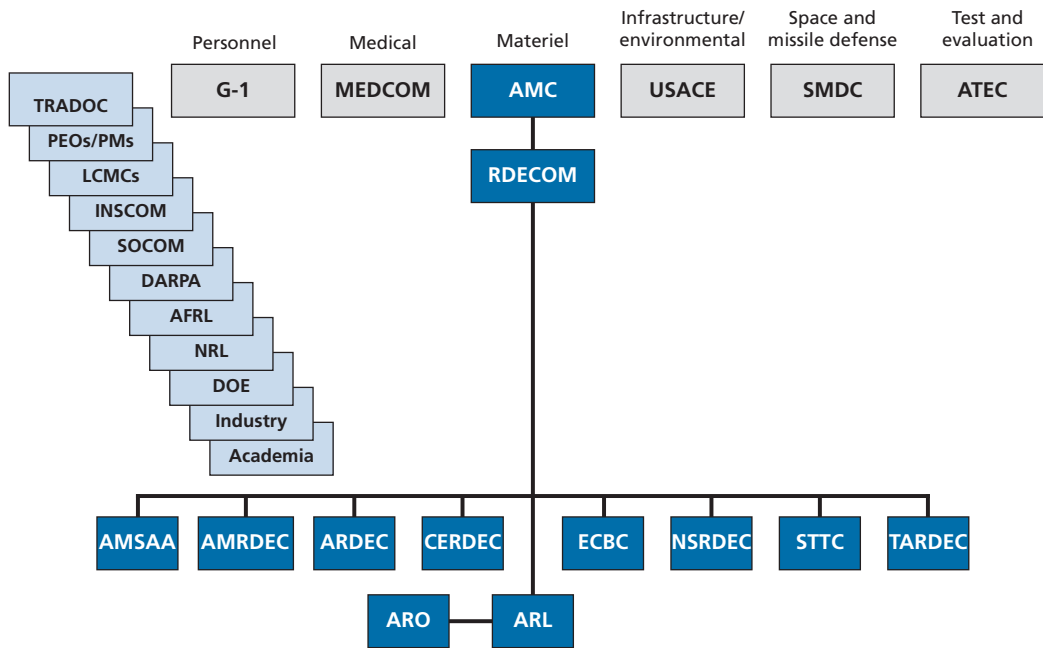 Personnel
Medical
Materiel
Infrastructure/
environmental
Space and
missile defense
Test and
evaluation
G-1
MEDCOM
AMC
USACE
SMDC
ATEC
TRADOC
PEOs/PMs
LCMCs
INSCOM
SOCOM
DARPA
AFRL
NRL
DOE
Industry
Academia
RDECOM
AMSAA
AMRDEC
ARDEC
CERDEC
ECBC
NSRDEC
STTC
TARDEC
ARO
ARL